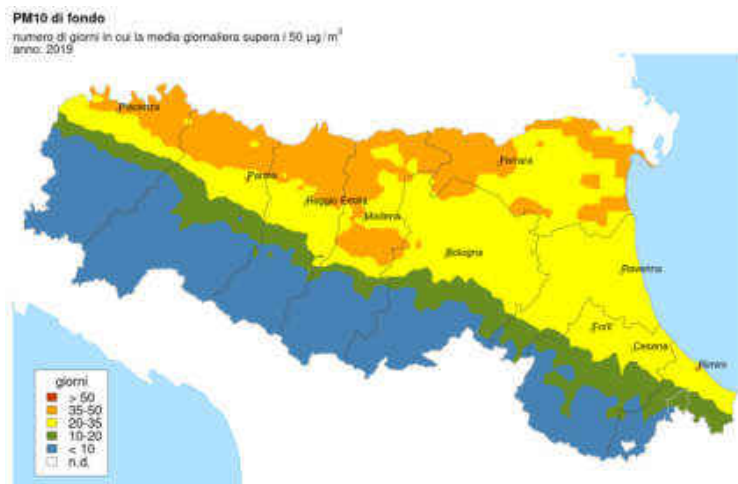 PM10 di fondo
numero di giorni in cui la media giornaliera supera i 50 µg/m³
anno: 2019
Piacenza
Parma
Reggio Emilia
Modena
Ferrara
Bologna
Ravenna
Forlì
Cesena
Rimini
giorni
> 50
35-50
20-35
10-20
< 10
n.d.